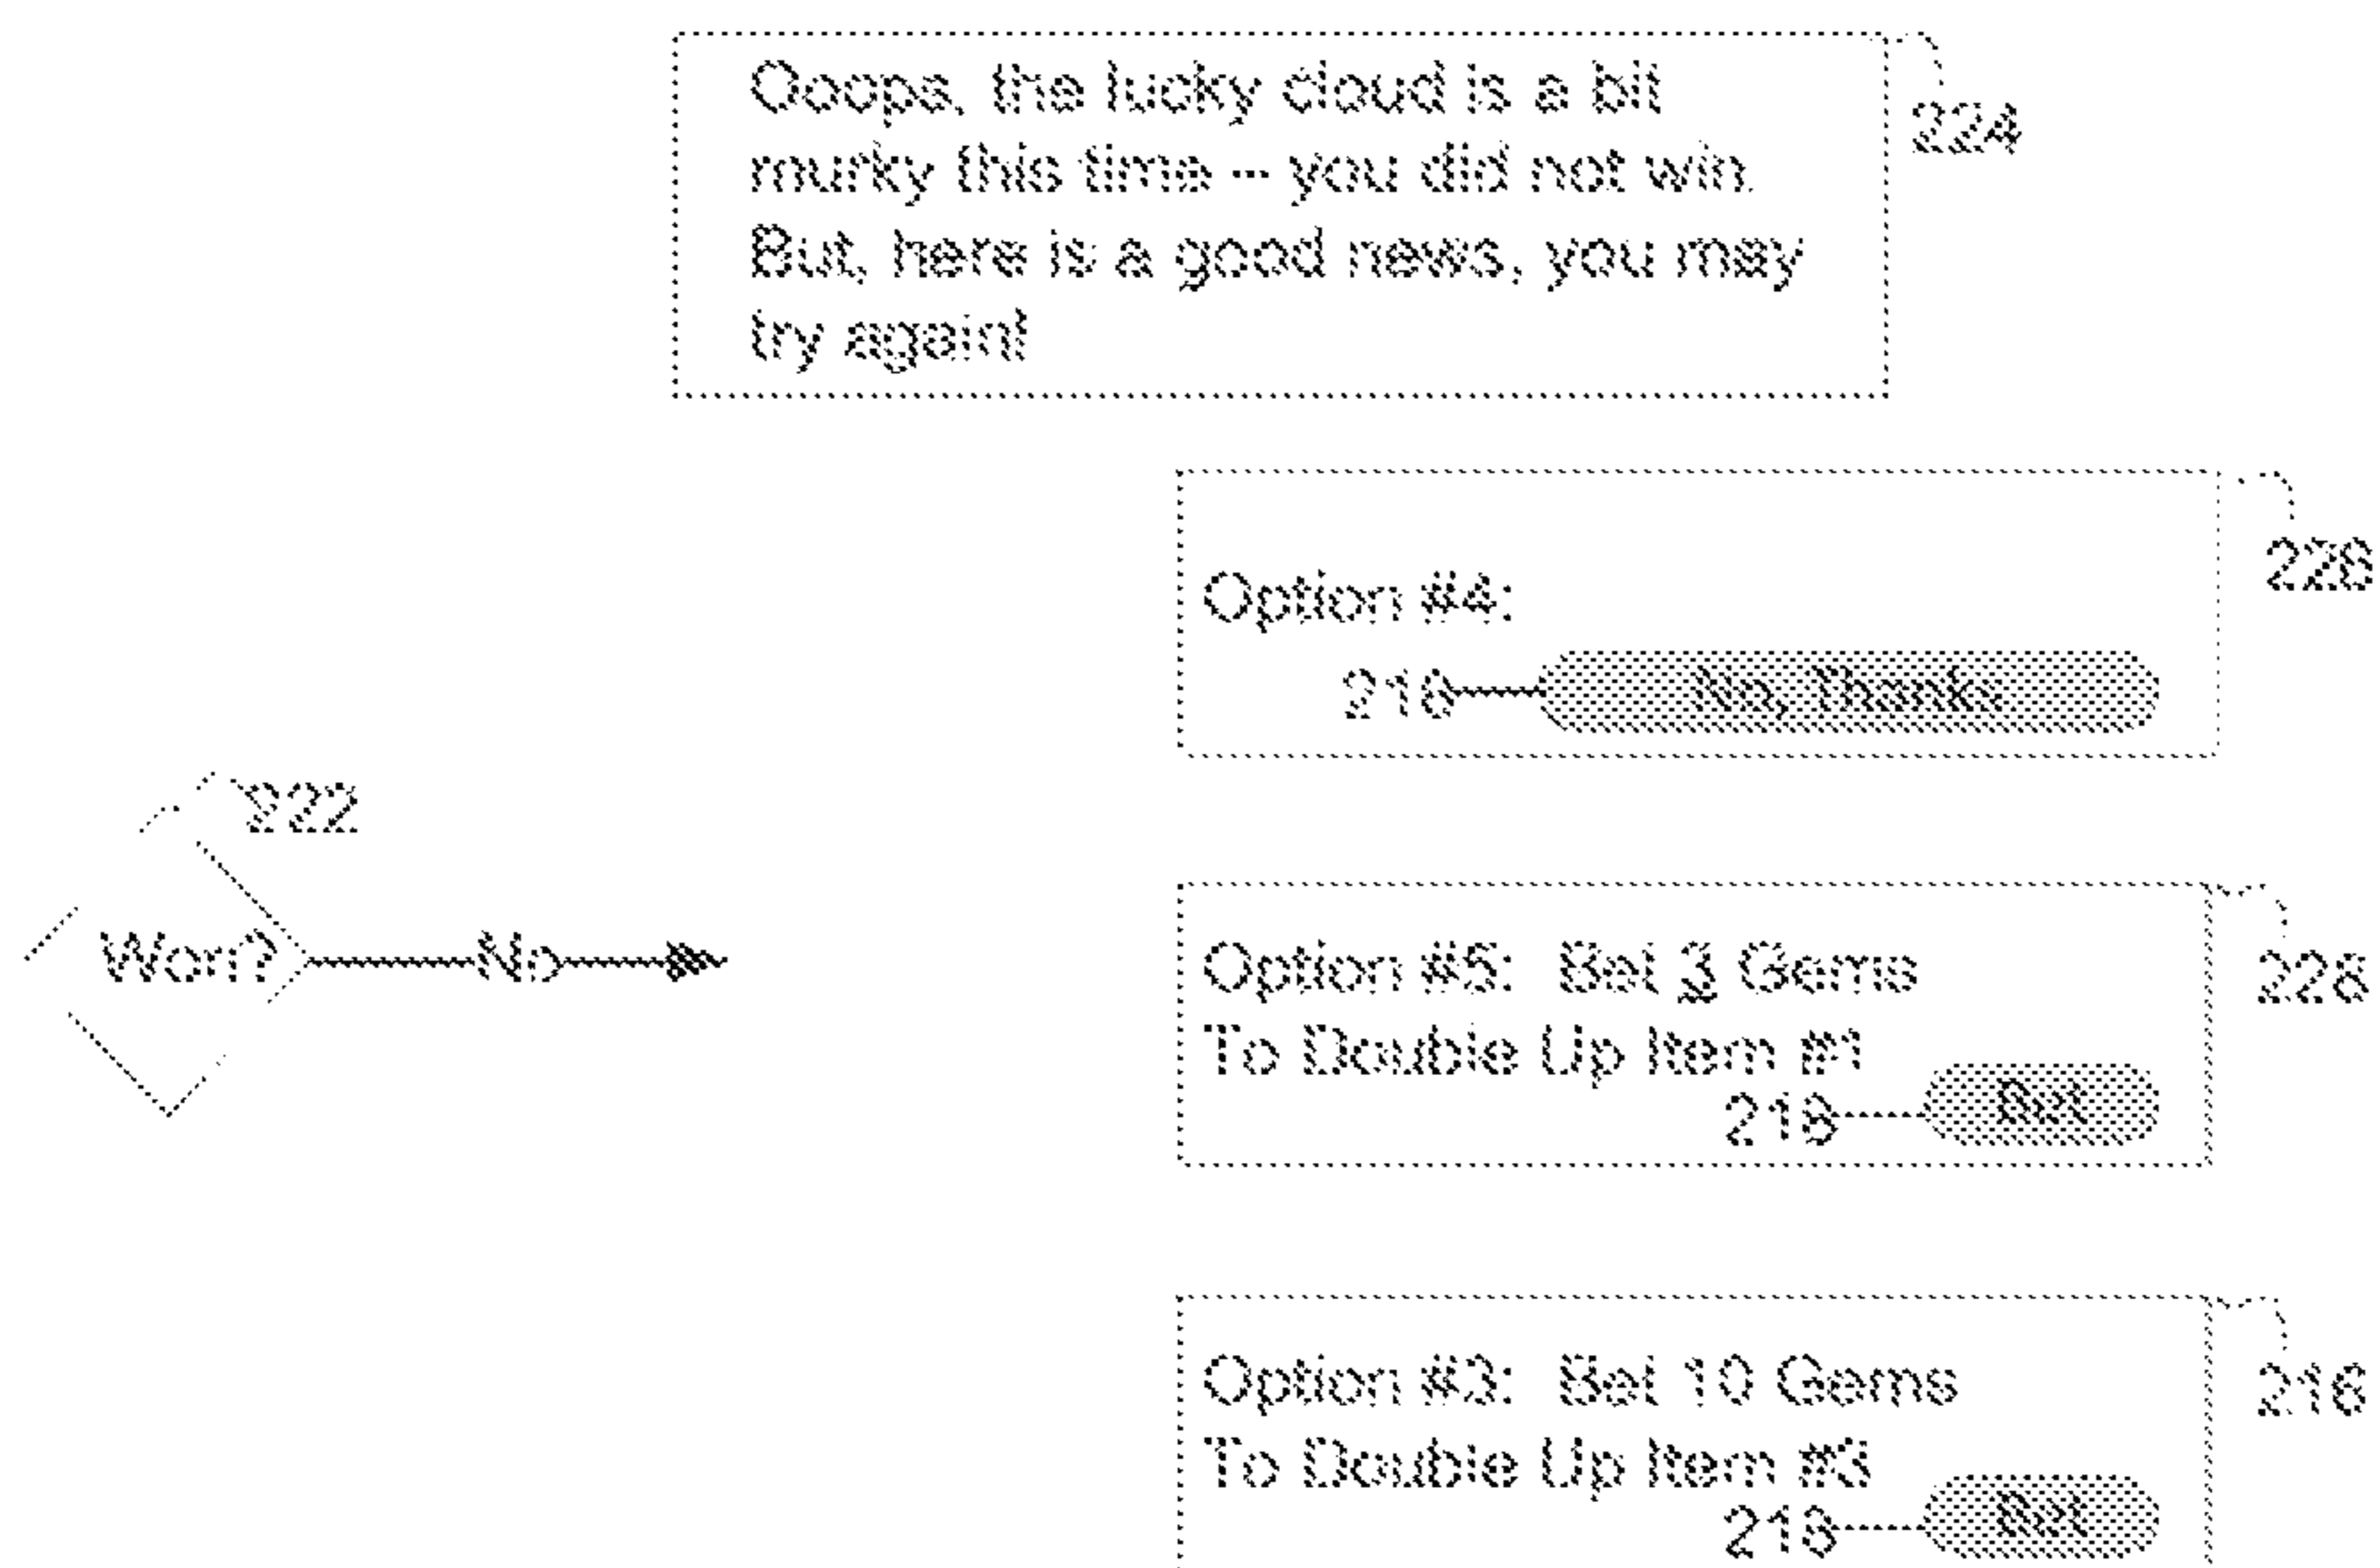 Ooops, the lucky cloud is a bit
224
murky this time -- you did not win.
But, here is a good news, you may
try again!
226
Option #4:
218 No, Thanks
222
Won? No
Option #5: Bet 3 Gems
228
To Double Up Item #1
218 Bet
Option #3: Bet 10 Gems
216
To Double Up Item #3
218 Bet